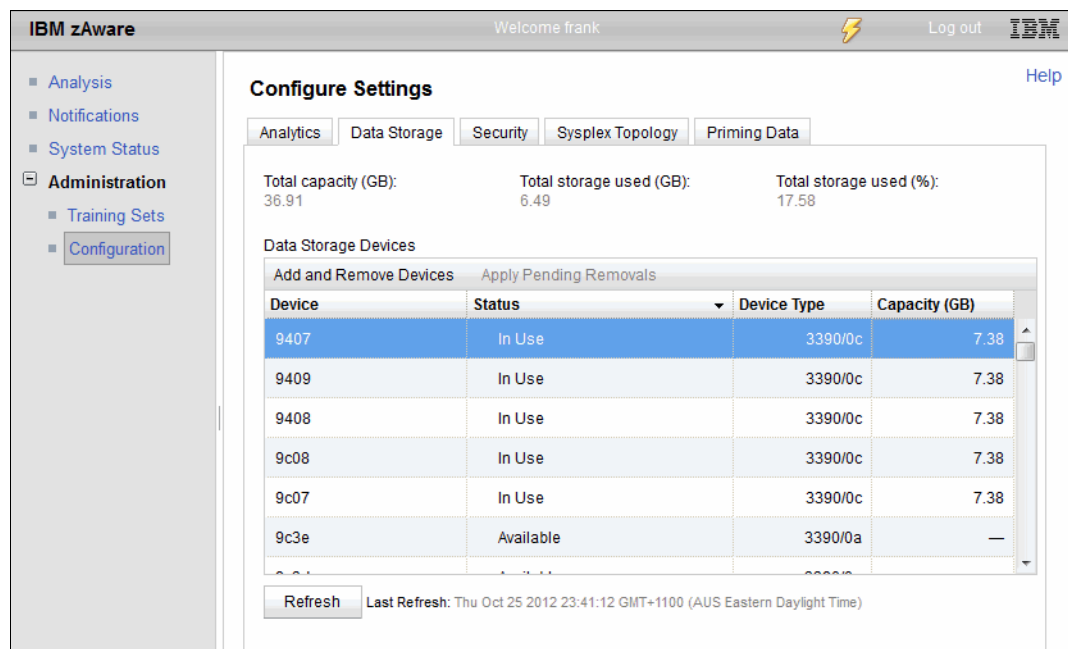 IBM zAware
Welcome frank
Log out
IBM
Analysis
Notifications
System Status
Administration
Training Sets
Configuration
Help
Configure Settings
Analytics
Data Storage
Security
Sysplex Topology
Priming Data
Total capacity (GB): Total storage used (GB): Total storage used (%):
36.91 6.49 17.58
Data Storage Devices
Add and Remove Devices Apply Pending Removals
Device Status Device Type Capacity (GB)
9407 In Use 3390/0c 7.38
9409 In Use 3390/0c 7.38
9408 In Use 3390/0c 7.38
9c08 In Use 3390/0c 7.38
9c07 In Use 3390/0c 7.38
9c3e Available 3390/0a —
Refresh Last Refresh: Thu Oct 25 2012 23:41:12 GMT+1100 (AUS Eastern Daylight Time)